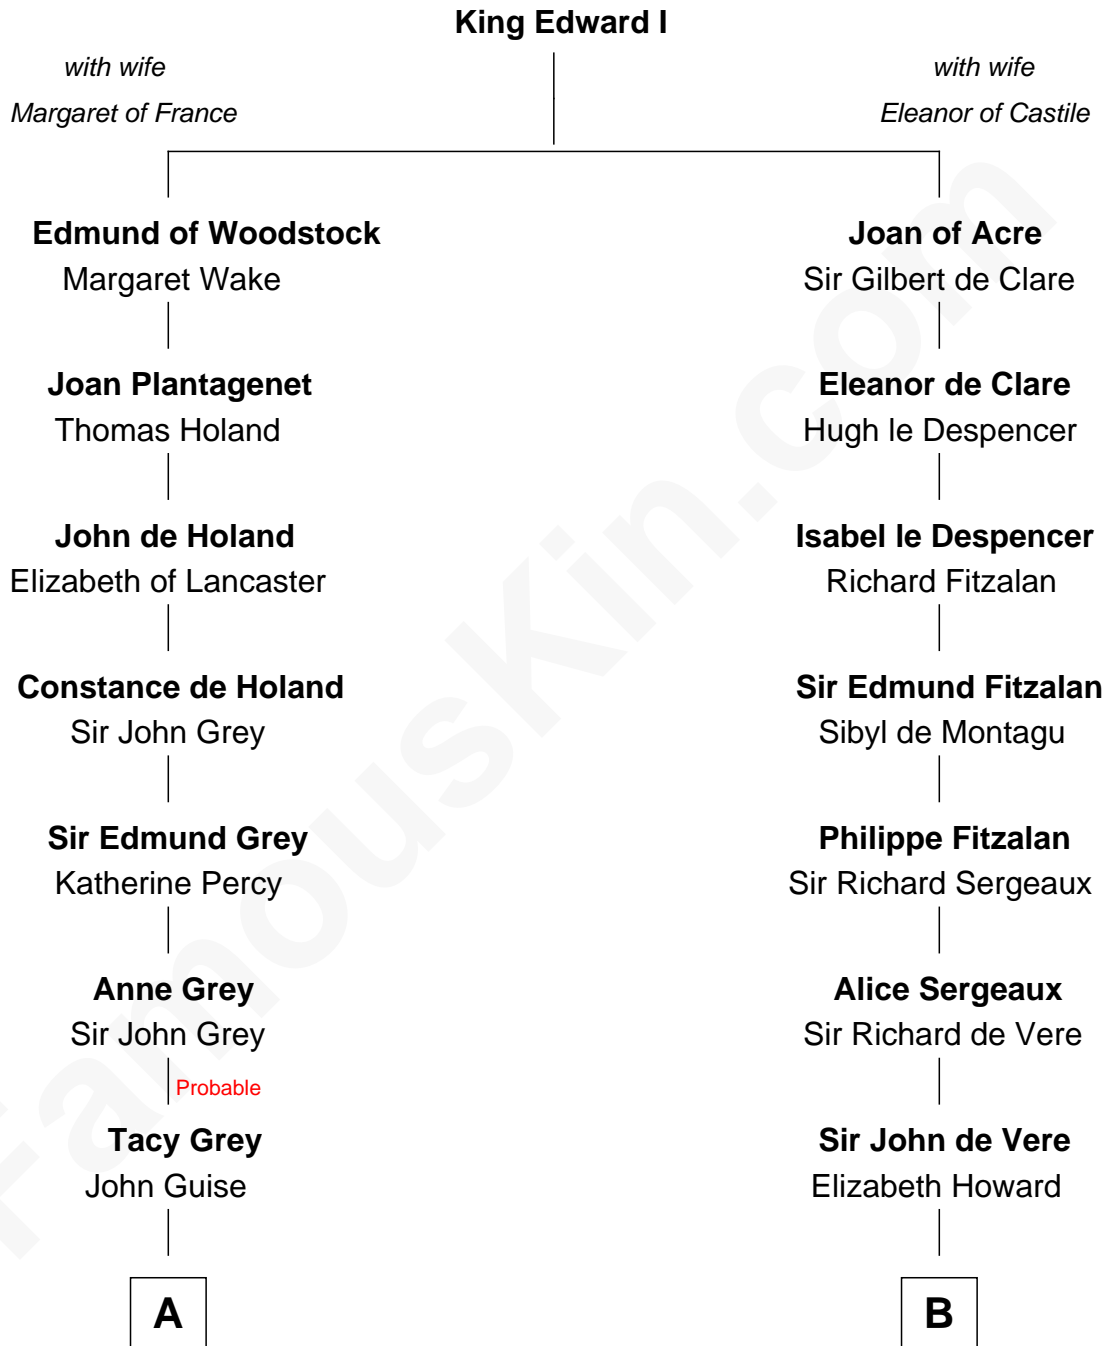 King Edward I
with wife
Margaret of France
with wife
Eleanor of Castile
Edmund of Woodstock
Margaret Wake
Joan of Acre
Sir Gilbert de Clare
Joan Plantagenet
Thomas Holand
Eleanor de Clare
Hugh le Despencer
John de Holand
Elizabeth of Lancaster
Isabel le Despencer
Richard Fitzalan
Constance de Holand
Sir John Grey
Sir Edmund Fitzalan
Sibyl de Montagu
Sir Edmund Grey
Katherine Percy
Philippe Fitzalan
Sir Richard Sergeaux
Anne Grey
Sir John Grey
Alice Sergeaux
Sir Richard de Vere
Probable
Tacy Grey
John Guise
Sir John de Vere
Elizabeth Howard
A
B
FamousKin.com